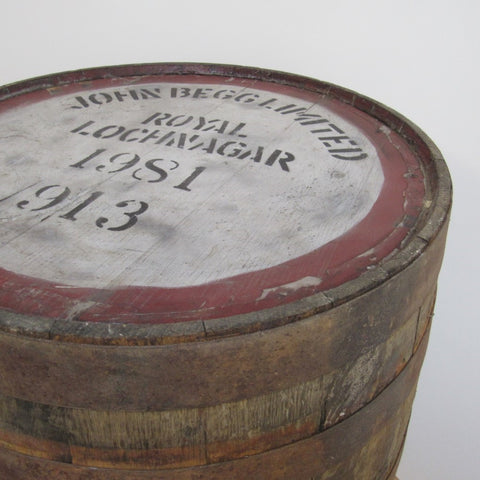 JOHN BEGG LIMITED
ROYAL
LOCHNAGAR
1981
913